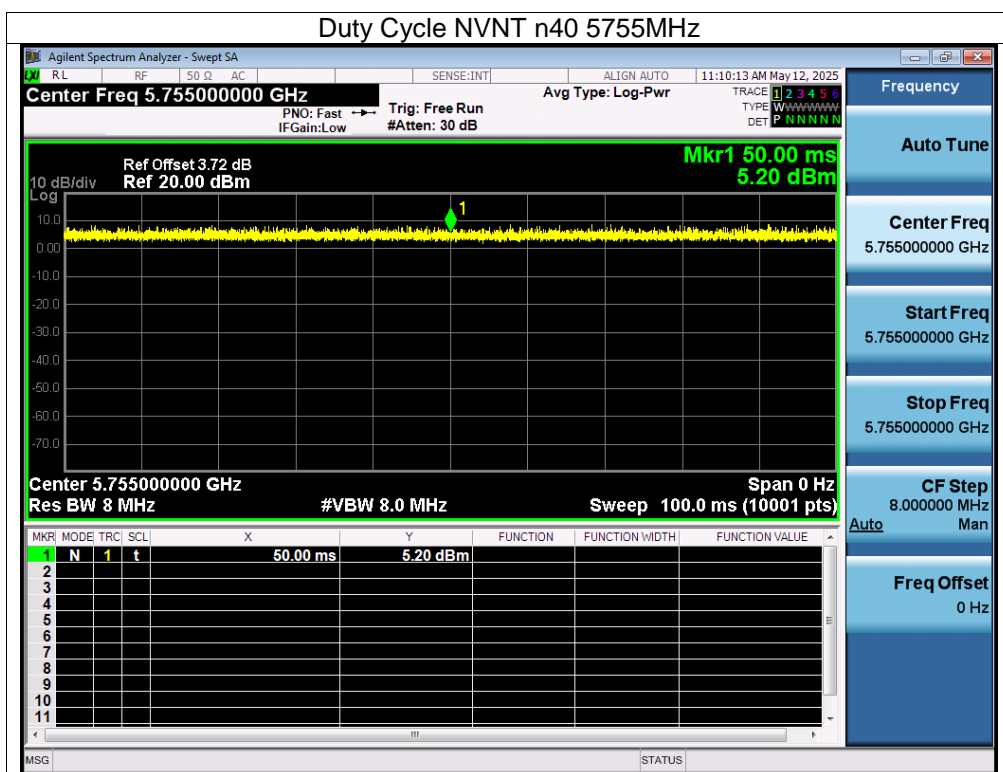 Duty Cycle NVNT n40 5755MHz
Agilent Spectrum Analyzer - Swept SA
LXI RL RF 50 Ω AC SENSE:INT ALIGN AUTO 11:10:13 AM May 12, 2025
Center Freq 5.755000000 GHz
PNO: Fast
IFGain:Low
Trig: Free Run
#Atten: 30 dB
Avg Type: Log-Pwr
TRACE 1 2 3 4 5 6
TYPE WWWWWW
DET P N N N N N
Ref Offset 3.72 dB
10 dB/div Ref 20.00 dBm
Log
Mkr1 50.00 ms
5.20 dBm
1
10.0
0.00
-10.0
-20.0
-30.0
-40.0
-50.0
-60.0
-70.0
Center 5.755000000 GHz Span 0 Hz
Res BW 8 MHz #VBW 8.0 MHz Sweep 100.0 ms (10001 pts)
MKR MODE TRC SCL X Y FUNCTION FUNCTION WIDTH FUNCTION VALUE
1 N 1 t 50.00 ms 5.20 dBm
2
3
4
5
6
7
8
9
10
11
MSG STATUS
Frequency
Auto Tune
Center Freq
5.755000000 GHz
Start Freq
5.755000000 GHz
Stop Freq
5.755000000 GHz
CF Step
8.000000 MHz
Auto Man
Freq Offset
0 Hz